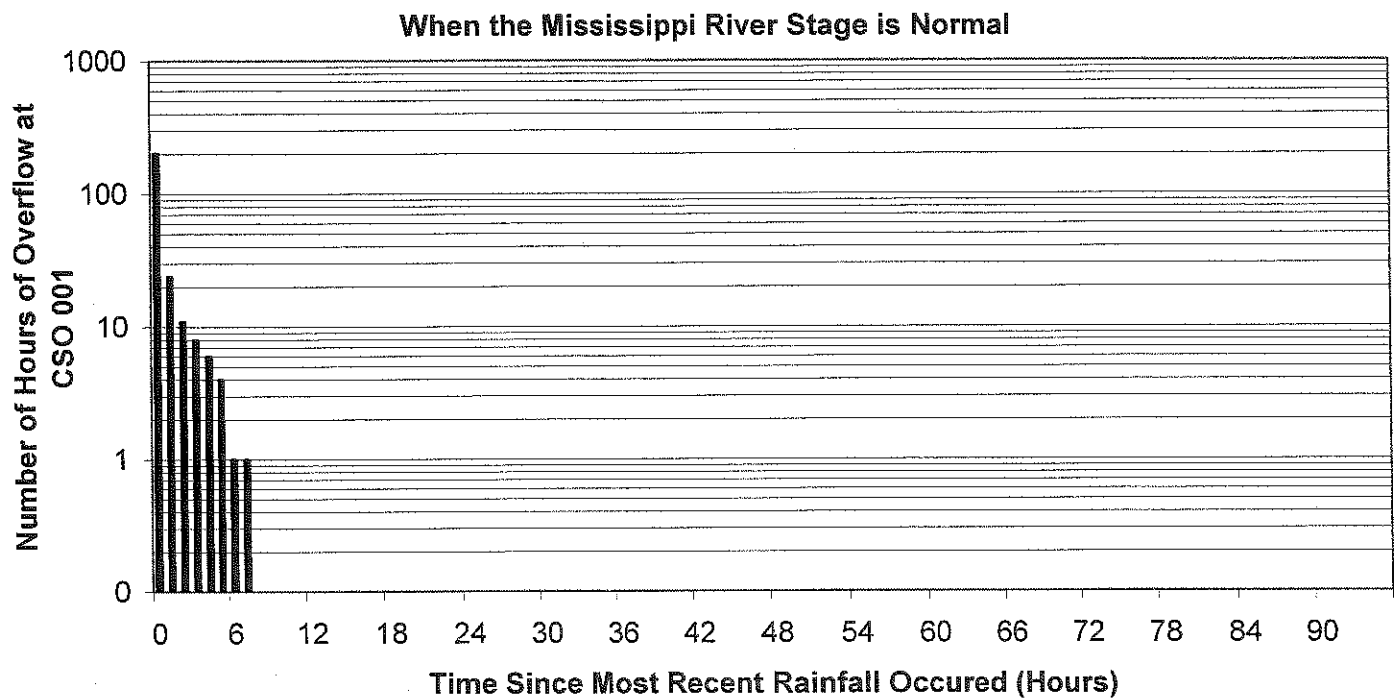 When the Mississippi River Stage is Normal
Number of Hours of Overflow at
CSO 001
1000
100
10
1
0
0 6 12 18 24 30 36 42 48 54 60 66 72 78 84 90
Time Since Most Recent Rainfall Occured (Hours)